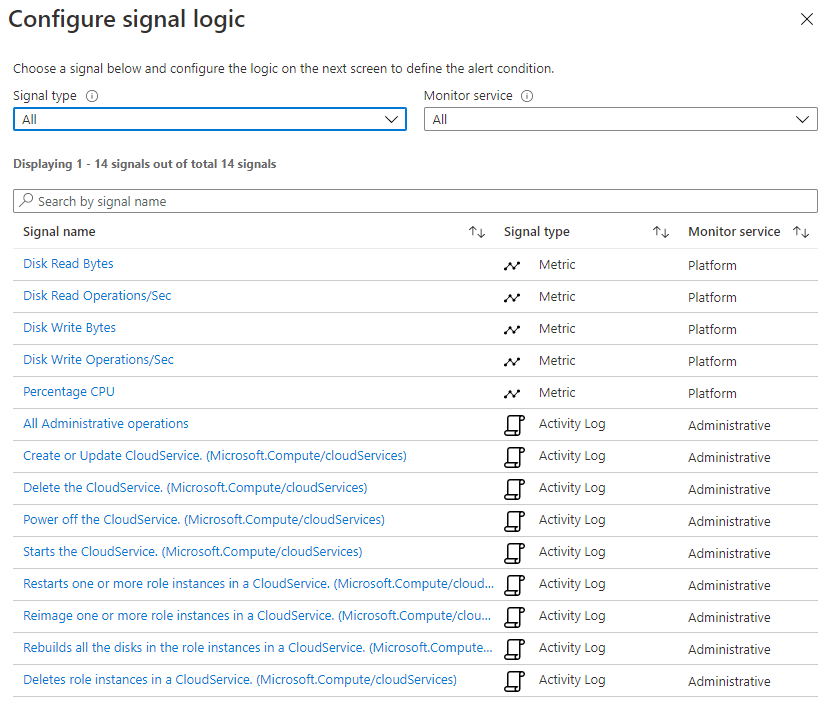 Configure signal logic
Choose a signal below and configure the logic on the next screen to define the alert condition.
Signal type Monitor service
All All
Displaying 1 - 14 signals out of total 14 signals
Search by signal name
Signal name Signal type Monitor service
Disk Read Bytes Metric Platform
Disk Read Operations/Sec Metric Platform
Disk Write Bytes Metric Platform
Disk Write Operations/Sec Metric Platform
Percentage CPU Metric Platform
All Administrative operations Activity Log Administrative
Create or Update CloudService. (Microsoft.Compute/cloudServices) Activity Log Administrative
Delete the CloudService. (Microsoft.Compute/cloudServices) Activity Log Administrative
Power off the CloudService. (Microsoft.Compute/cloudServices) Activity Log Administrative
Starts the CloudService. (Microsoft.Compute/cloudServices) Activity Log Administrative
Restarts one or more role instances in a CloudService. (Microsoft.Compute/cloud... Activity Log Administrative
Reimage one or more role instances in a CloudService. (Microsoft.Compute/clou... Activity Log Administrative
Rebuilds all the disks in the role instances in a CloudService. (Microsoft.Compute... Activity Log Administrative
Deletes role instances in a CloudService. (Microsoft.Compute/cloudServices) Activity Log Administrative